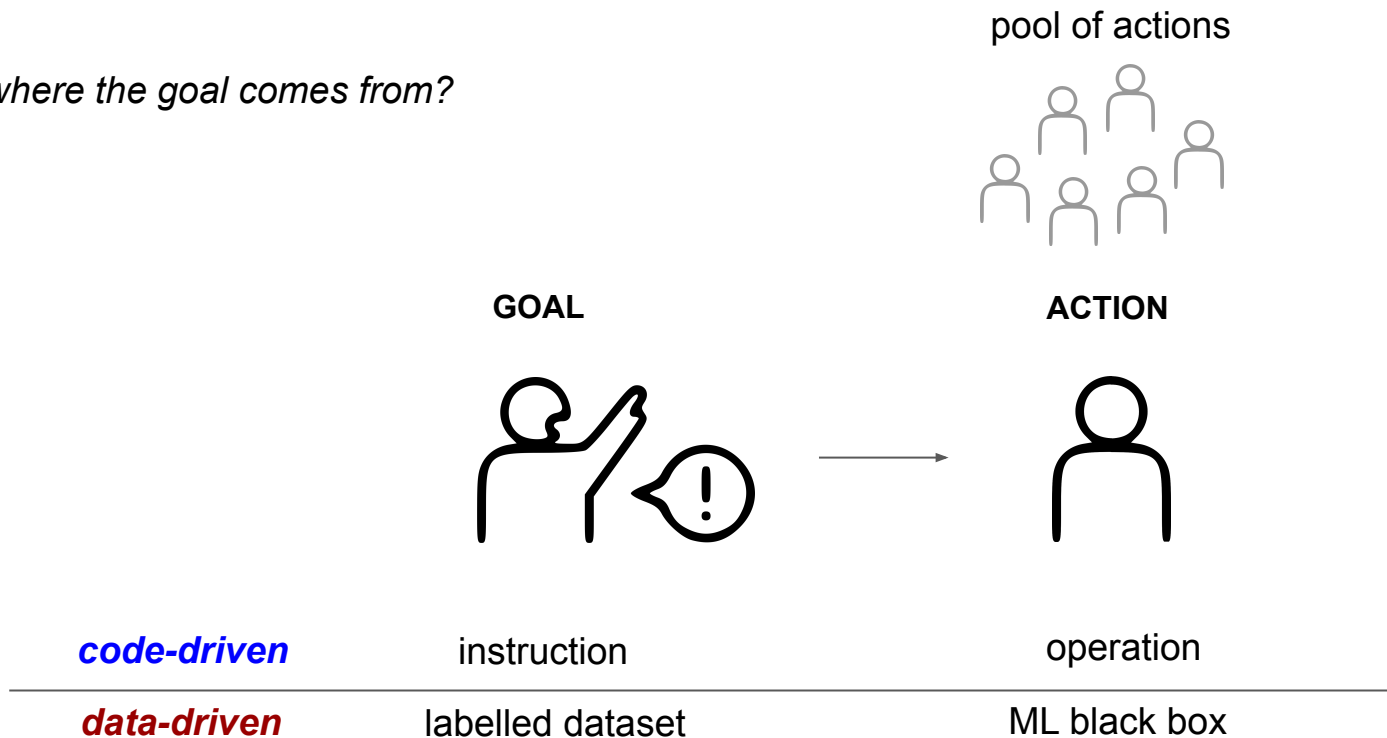 pool of actions
where the goal comes from?
GOAL
ACTION
!
code-driven instruction operation
data-driven labelled dataset ML black box